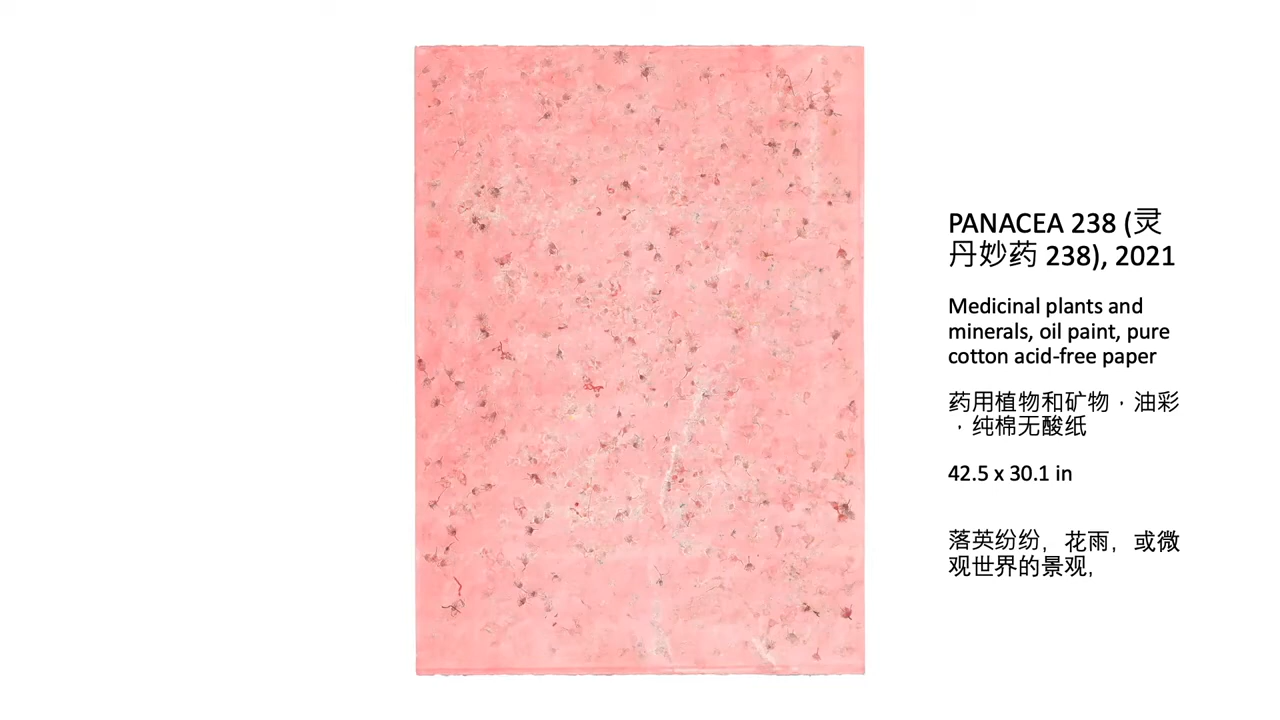 PANACEA 238 (灵
丹妙药 238), 2021
Medicinal plants and
minerals, oil paint, pure
cotton acid-free paper
药用植物和矿物，油彩
，纯棉无酸纸
42.5 x 30.1 in
落英纷纷，花雨，或微
观世界的景观,